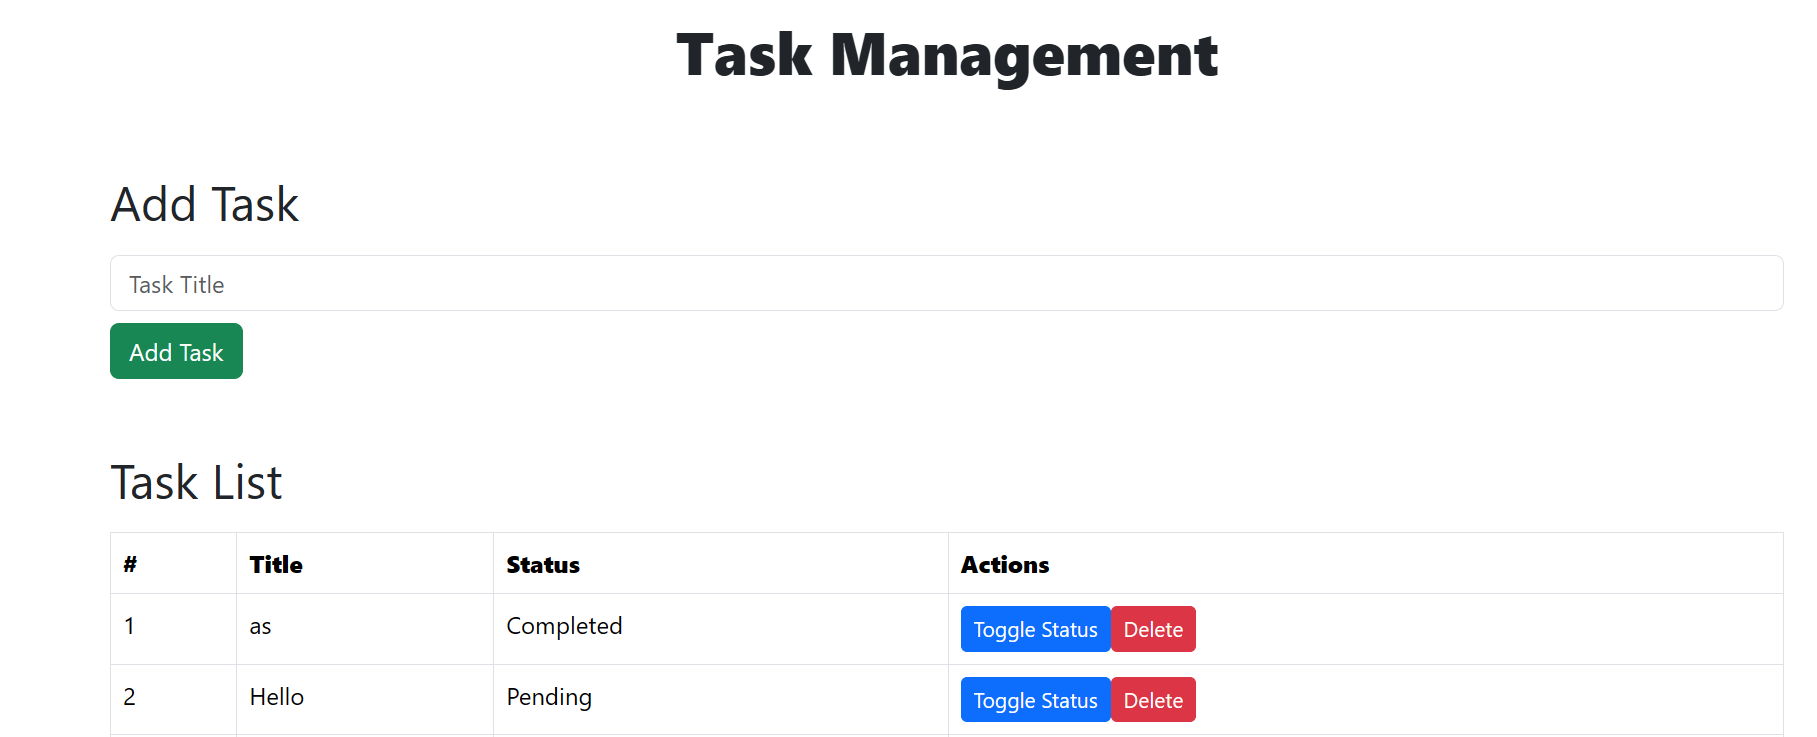 Task Management
Add Task
Task Title
Add Task
Task List
# Title Status Actions
1 as Completed Toggle Status Delete
2 Hello Pending Toggle Status Delete